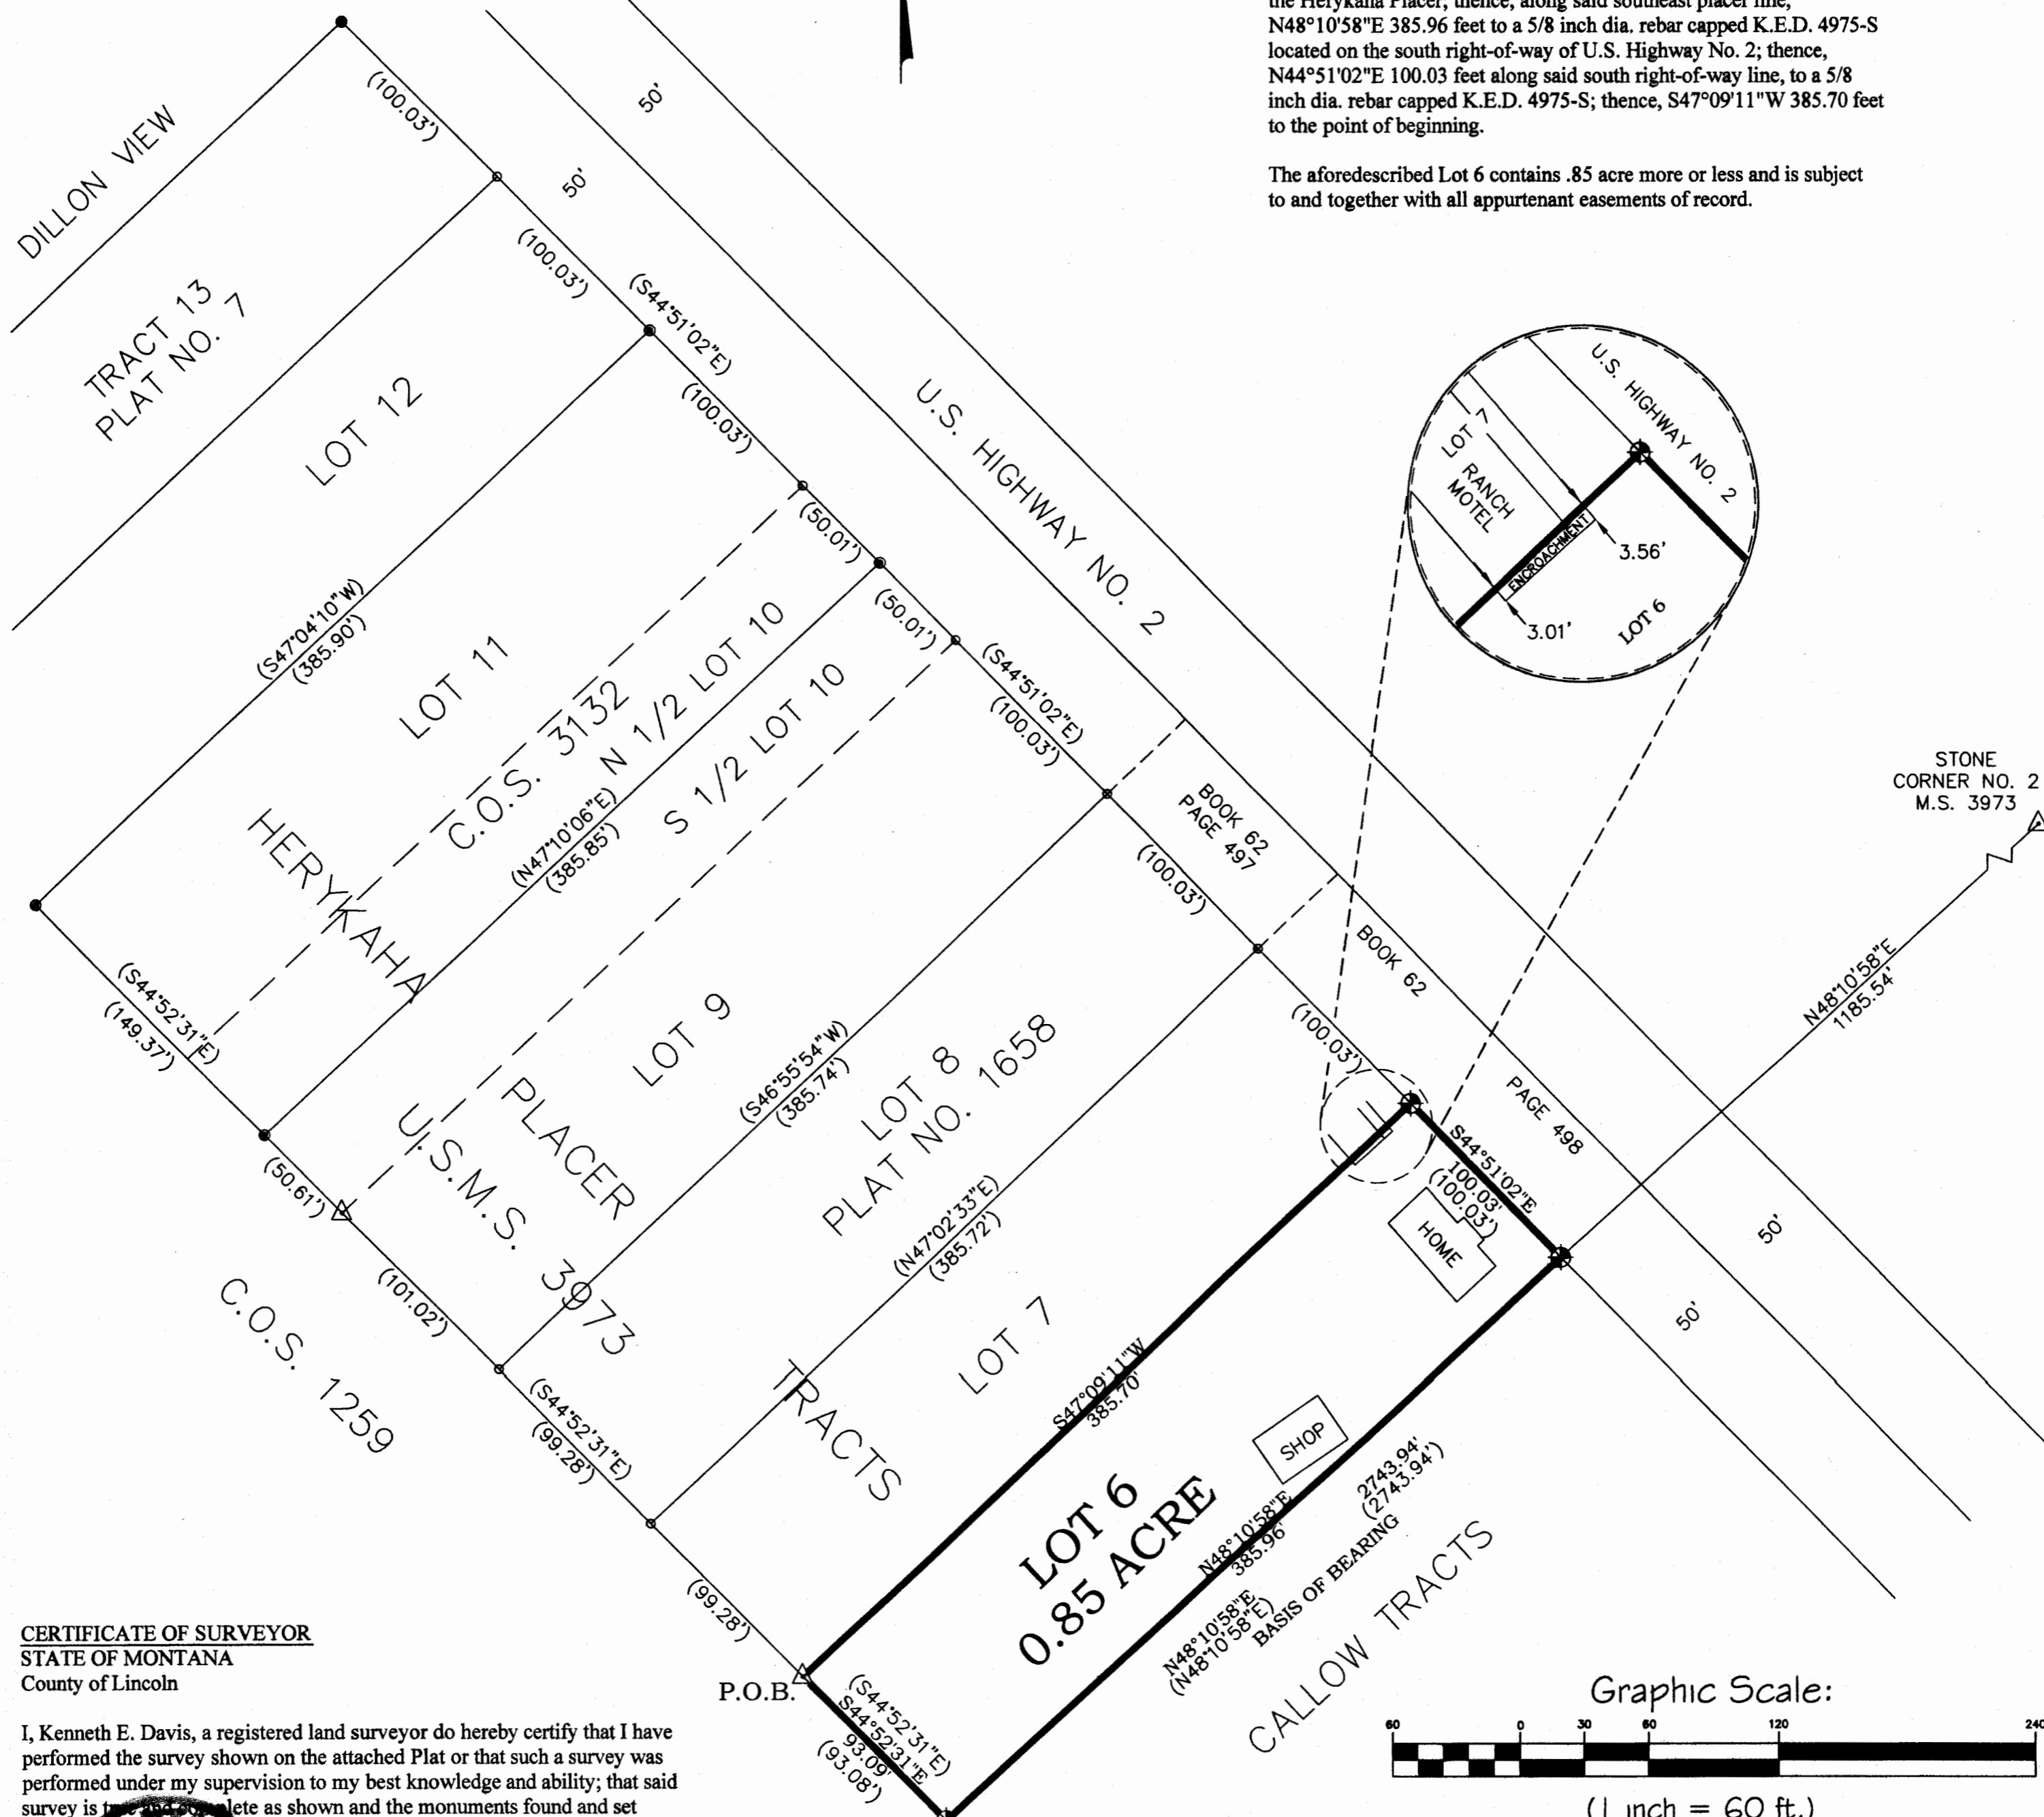 the Herykaha Placer; thence, along said southeast placer line,
N48°10'58"E 385.96 feet to a 5/8 inch dia. rebar capped K.E.D. 4975-S
located on the south right-of-way of U.S. Highway No. 2; thence,
N44°51'02"E 100.03 feet along said south right-of-way line, to a 5/8
inch dia. rebar capped K.E.D. 4975-S; thence, S47°09'11"W 385.70 feet
to the point of beginning.
The aforedescribed Lot 6 contains .85 acre more or less and is subject
to and together with all appurtenant easements of record.
DILLON VIEW
(100.03')
50'
50'
TRACT 13
PLAT NO. 7
(100.03')
(S44°51'02"E)
LOT 12
(100.03')
U.S. HIGHWAY NO. 2
(50.01')
(S47°04'10"W)
(385.90')
LOT 11
C.O.S. 3132
N 1/2 LOT 10
(50.01')
S 1/2 LOT 10
(N47°10'06"E)
(385.85')
(S44°51'02"E)
(100.03')
U.S. HIGHWAY NO. 2
LOT 7
RANCH
MOTEL
ENCROACHMENT
3.56'
3.01'
LOT 6
STONE
CORNER NO. 2
M.S. 3973
BOOK 62
PAGE 497
(100.03')
HERYKAHA
PLACER
TRACTS
BOOK 62
PAGE 498
N48°10'58"E
1185.54'
(S44°52'31"E)
(149.37')
LOT 9
(S46°55'54"W)
(385.74')
LOT 8
PLAT NO. 1658
(100.03')
U.S.M.S. 3973
(50.61')
(N47°02'33"E)
(385.72')
S44°51'02"E
100.03'
(100.03')
HOME
50'
50'
C.O.S. 1259
(101.02')
LOT 7
S47°09'11"W
385.70'
(S44°52'31"E)
(99.28')
SHOP
LOT 6
0.85 ACRE
N48°10'58"E
385.96'
2743.94'
(2743.94')
N48°10'58"E
(N48°10'58"E)
BASIS OF BEARING
CALLOW TRACTS
(99.28')
P.O.B.
(S44°52'31"E)
S44°52'31"E
93.09'
(93.08')
CERTIFICATE OF SURVEYOR
STATE OF MONTANA
County of Lincoln
I, Kenneth E. Davis, a registered land surveyor do hereby certify that I have
performed the survey shown on the attached Plat or that such a survey was
performed under my supervision to my best knowledge and ability; that said
survey is true and complete as shown and the monuments found and set
Graphic Scale:
60 0 30 60 120 240
(1 inch = 60 ft.)